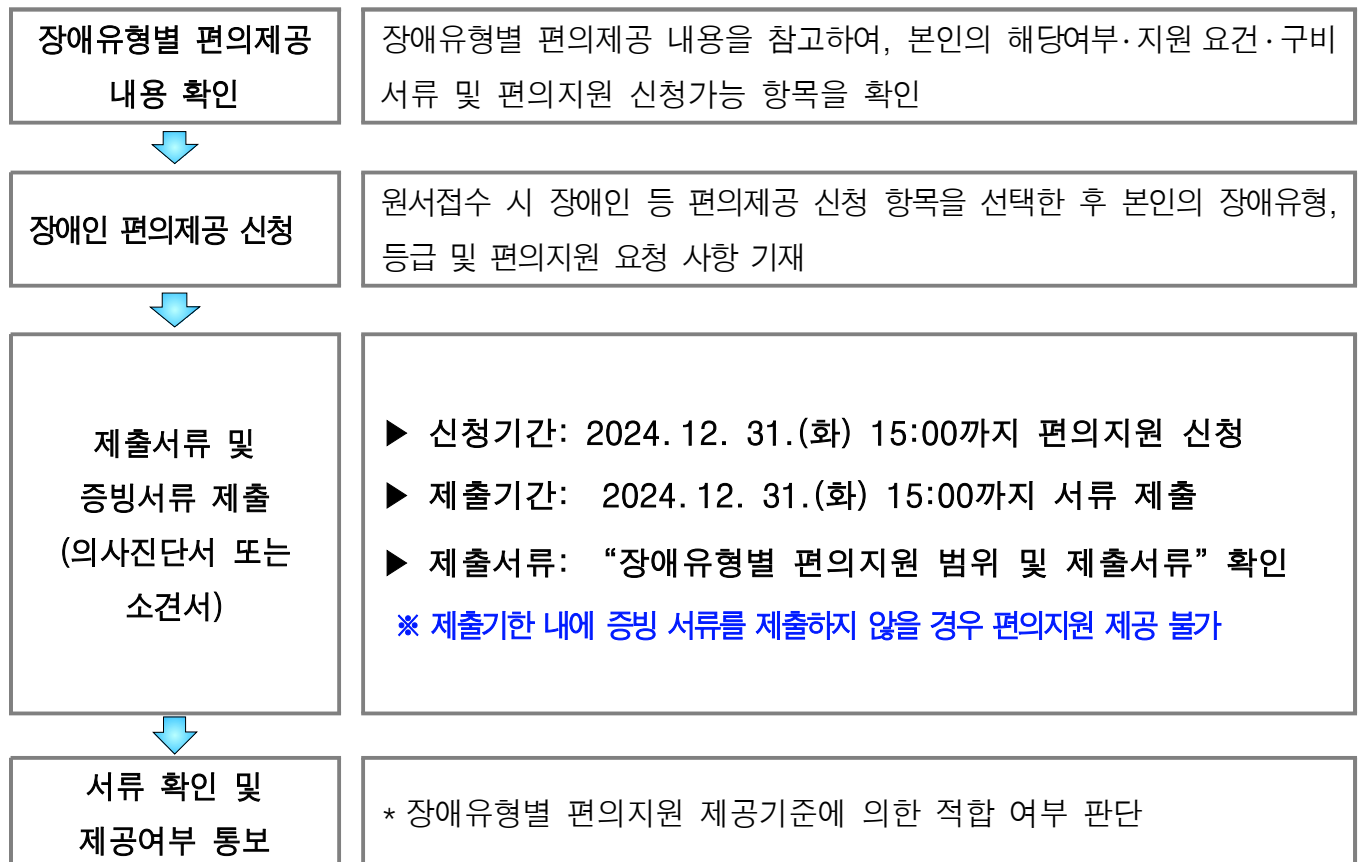 장애유형별 편의제공
내용 확인
장애유형별 편의제공 내용을 참고하여, 본인의 해당여부·지원 요건·구비
서류 및 편의지원 신청가능 항목을 확인
장애인 편의제공 신청
원서접수 시 장애인 등 편의제공 신청 항목을 선택한 후 본인의 장애유형,
등급 및 편의지원 요청 사항 기재
제출서류 및
증빙서류 제출
(의사진단서 또는
소견서)
▶ 신청기간: 2024. 12. 31.(화) 15:00까지 편의지원 신청
▶ 제출기간: 2024. 12. 31.(화) 15:00까지 서류 제출
▶ 제출서류: “장애유형별 편의지원 범위 및 제출서류” 확인
※ 제출기한 내에 증빙 서류를 제출하지 않을 경우 편의지원 제공 불가
서류 확인 및
제공여부 통보
* 장애유형별 편의지원 제공기준에 의한 적합 여부 판단